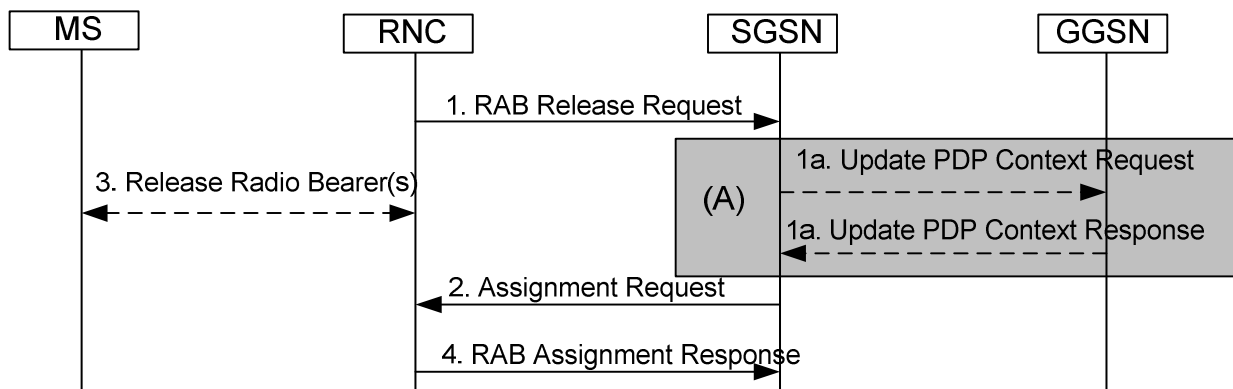 MS
RNC
SGSN
GGSN
1. RAB Release Request
1a. Update PDP Context Request
3. Release Radio Bearer(s)
(A)
1a. Update PDP Context Response
2. Assignment Request
4. RAB Assignment Response